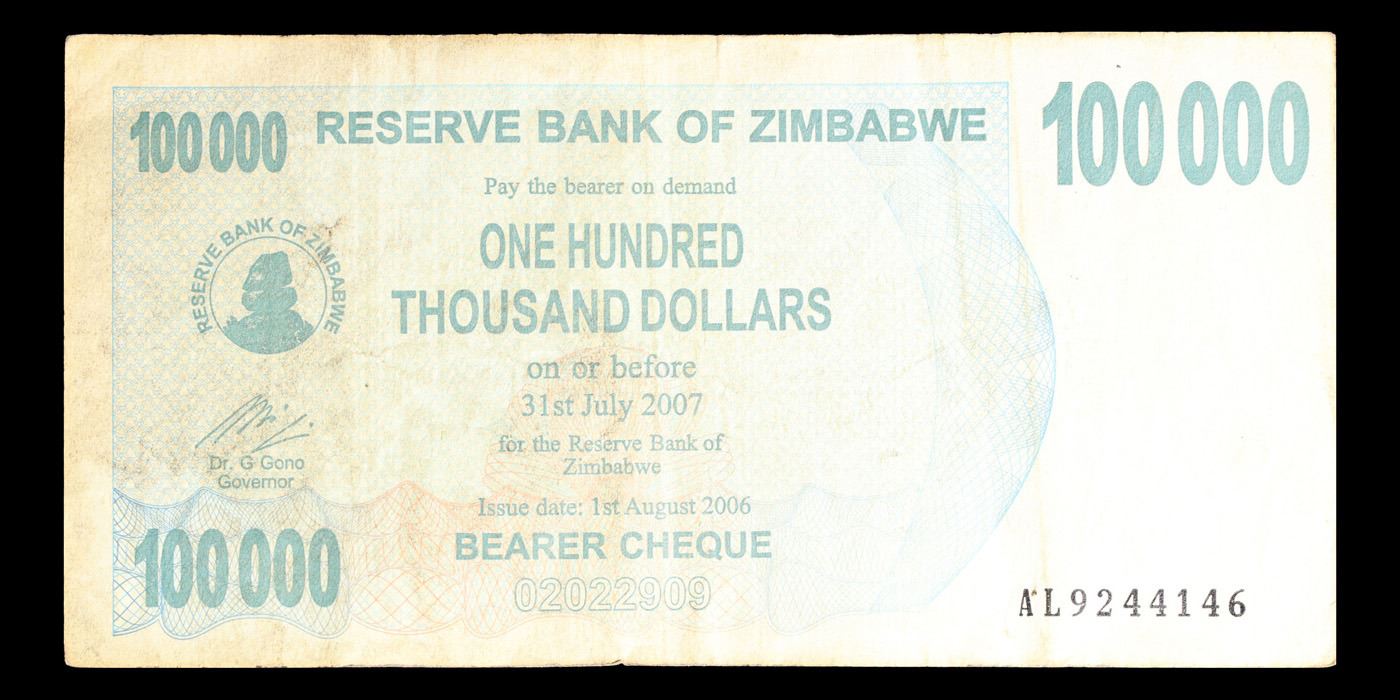 100 000 RESERVE BANK OF ZIMBABWE 100 000
Pay the bearer on demand
ONE HUNDRED
THOUSAND DOLLARS
RESERVE BANK OF ZIMBABWE
on or before
31st July 2007
for the Reserve Bank of
Zimbabwe
Dr. G Gono
Governor
Issue date: 1st August 2006
BEARER CHEQUE
100 000
02022909
AL9244146